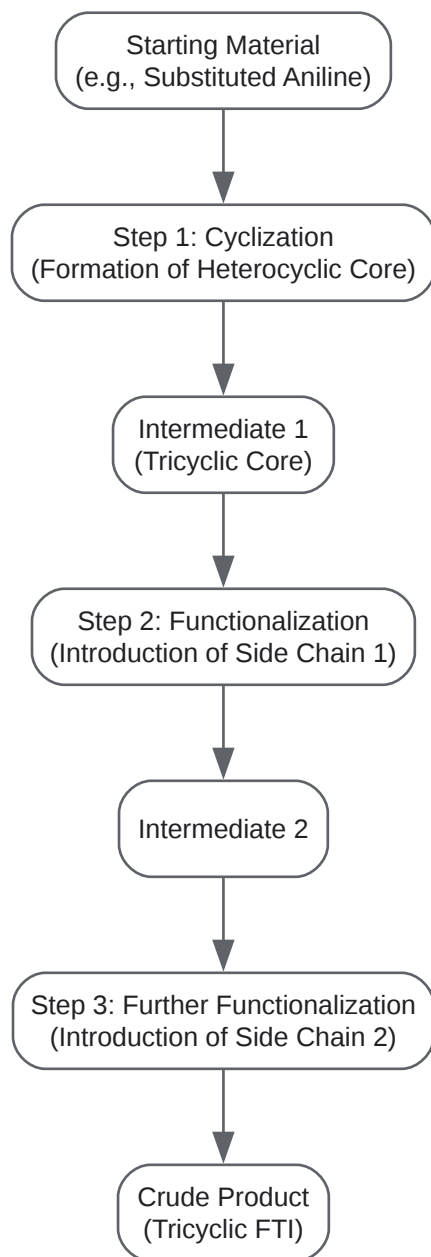 Starting Material
(e.g., Substituted Aniline)
Step 1: Cyclization
(Formation of Heterocyclic Core)
Intermediate 1
(Tricyclic Core)
Step 2: Functionalization
(Introduction of Side Chain 1)
Intermediate 2
Step 3: Further Functionalization
(Introduction of Side Chain 2)
Crude Product
(Tricyclic FTI)